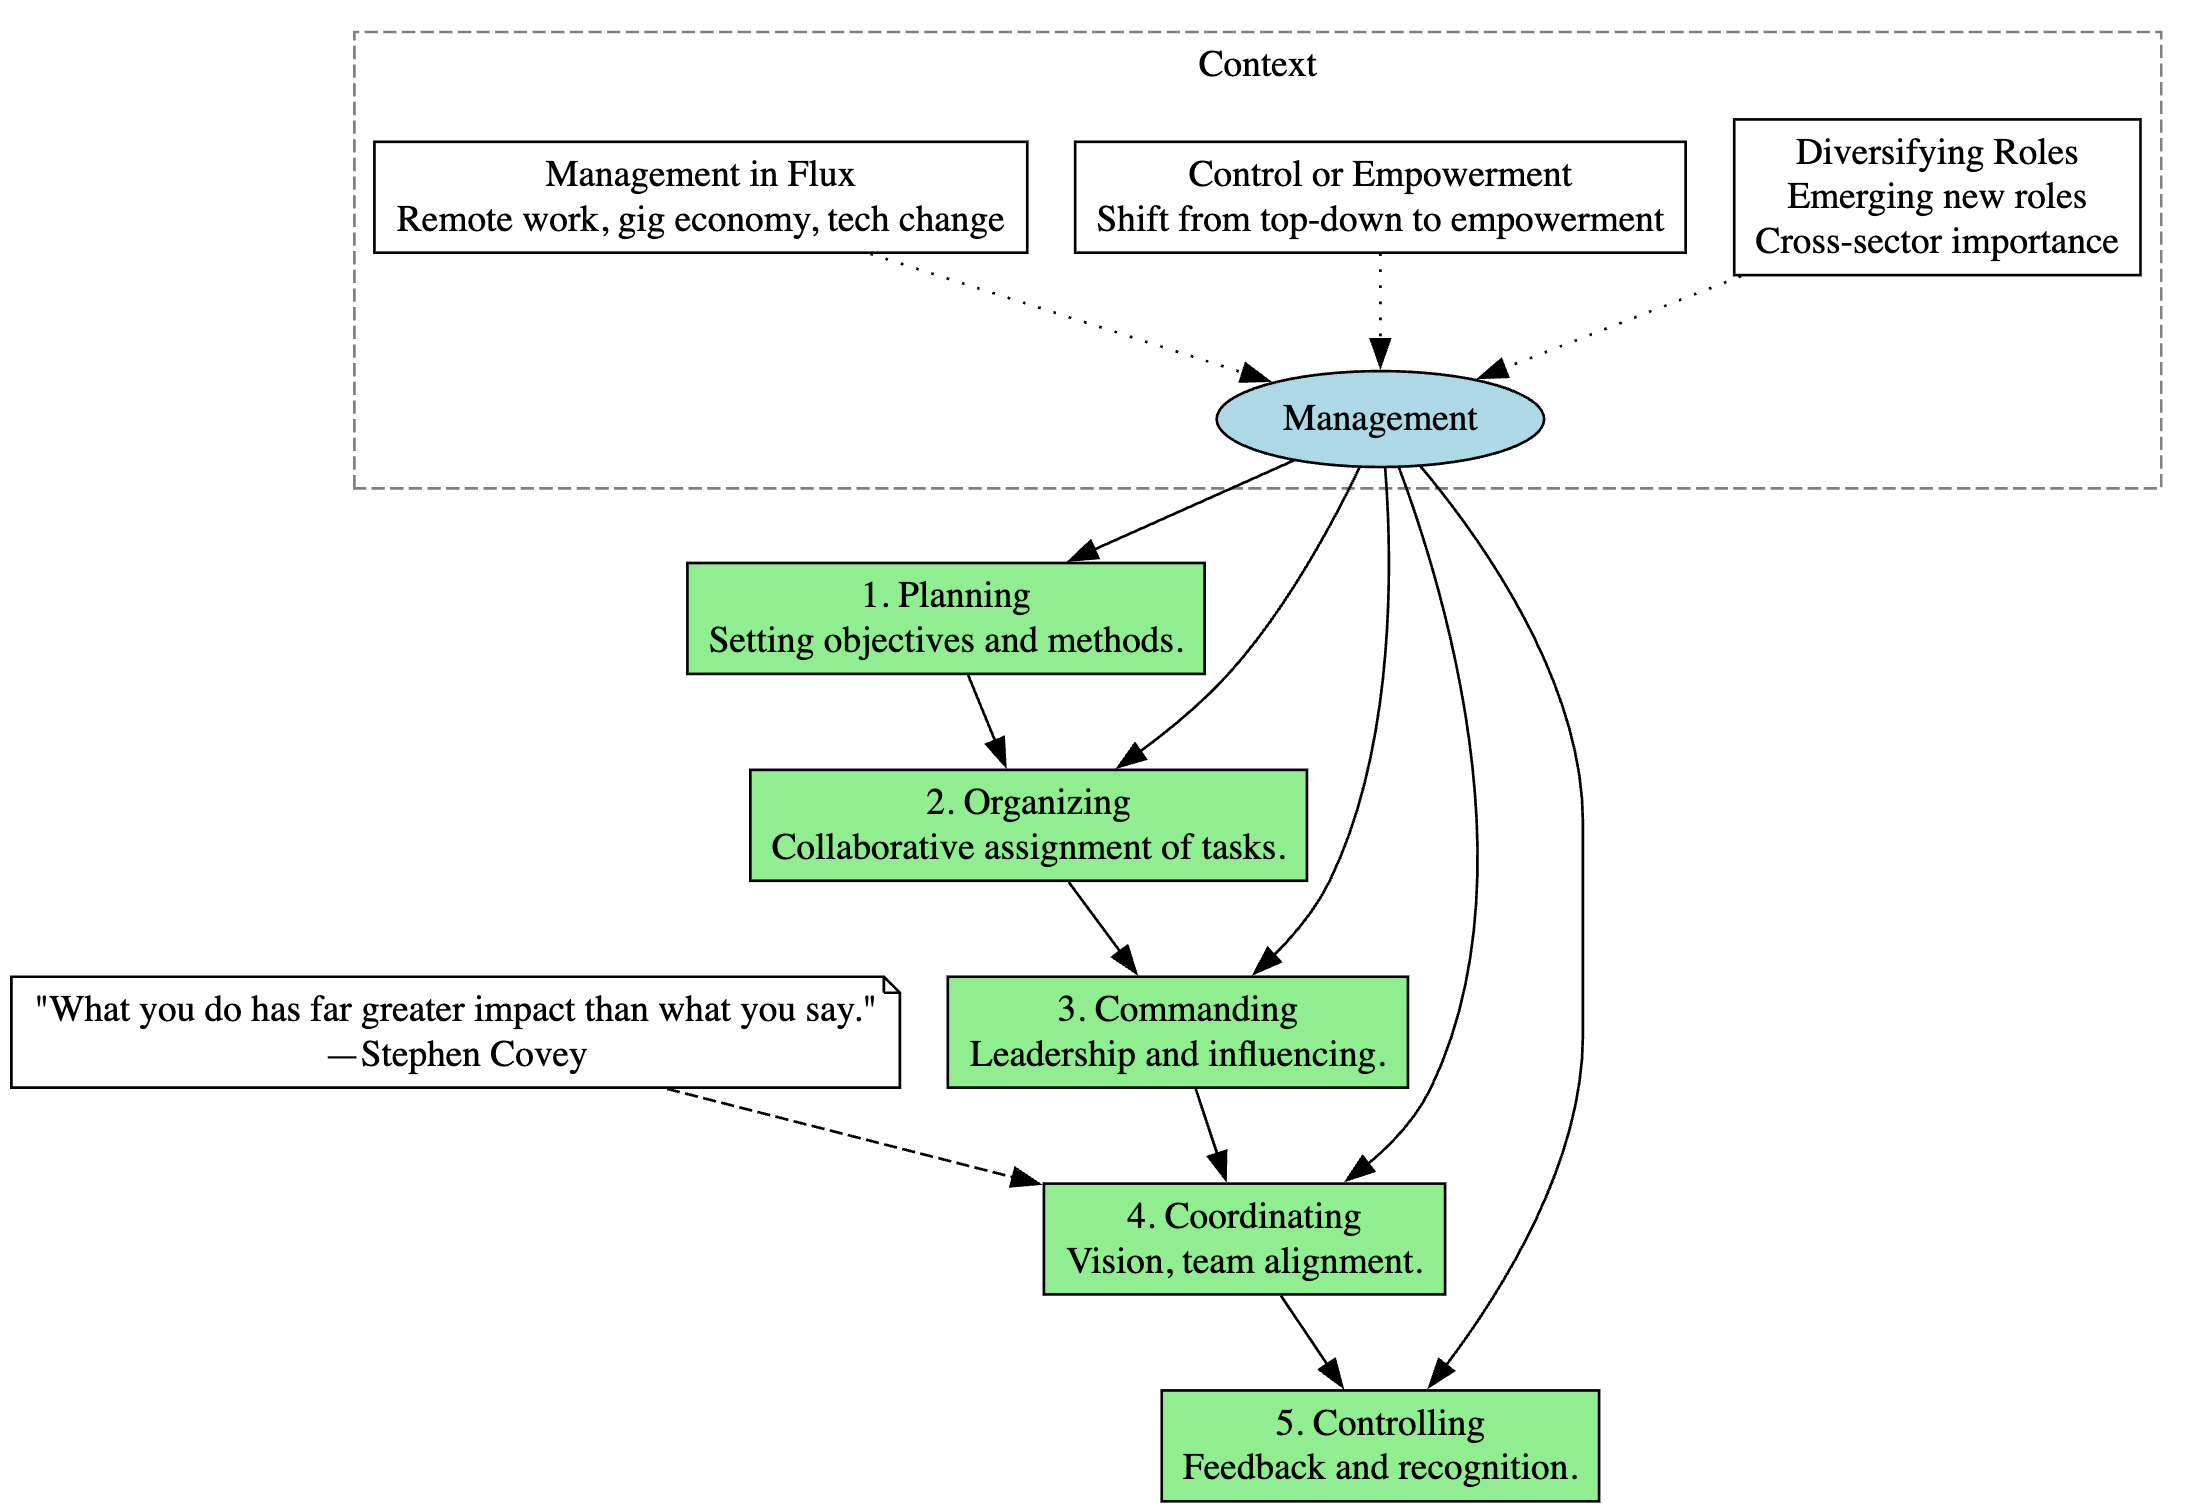 Context
Management in Flux
Remote work, gig economy, tech change
Control or Empowerment
Shift from top-down to empowerment
Diversifying Roles
Emerging new roles
Cross-sector importance
Management
1. Planning
Setting objectives and methods.
2. Organizing
Collaborative assignment of tasks.
"What you do has far greater impact than what you say."
—Stephen Covey
3. Commanding
Leadership and influencing.
4. Coordinating
Vision, team alignment.
5. Controlling
Feedback and recognition.